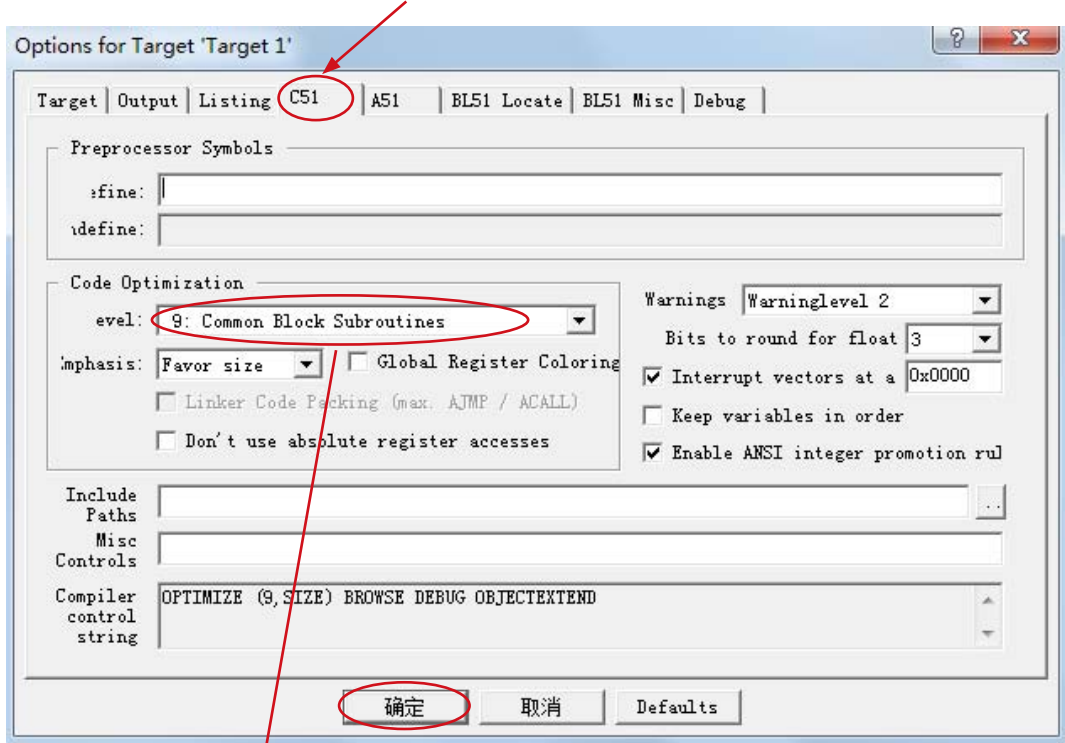 Options for Target 'Target 1'
Target Output Listing C51 A51 BL51 Locate BL51 Misc Debug
Preprocessor Symbols
efine:
define:
Code Optimization
evel: 9: Common Block Subroutines
Warnings Warninglevel 2
Bits to round for float 3
mphasis: Favor size Global Register Coloring
Interrupt vectors at a 0x0000
Linker Code Packing (max. AJMP / ACALL)
Keep variables in order
Don't use absolute register accesses
Enable ANSI integer promotion rul
Include
Paths
..
Misc
Controls
Compiler
control
string
OPTIMIZE (9,SIZE) BROWSE DEBUG OBJECTEXTEND
确定 取消 Defaults